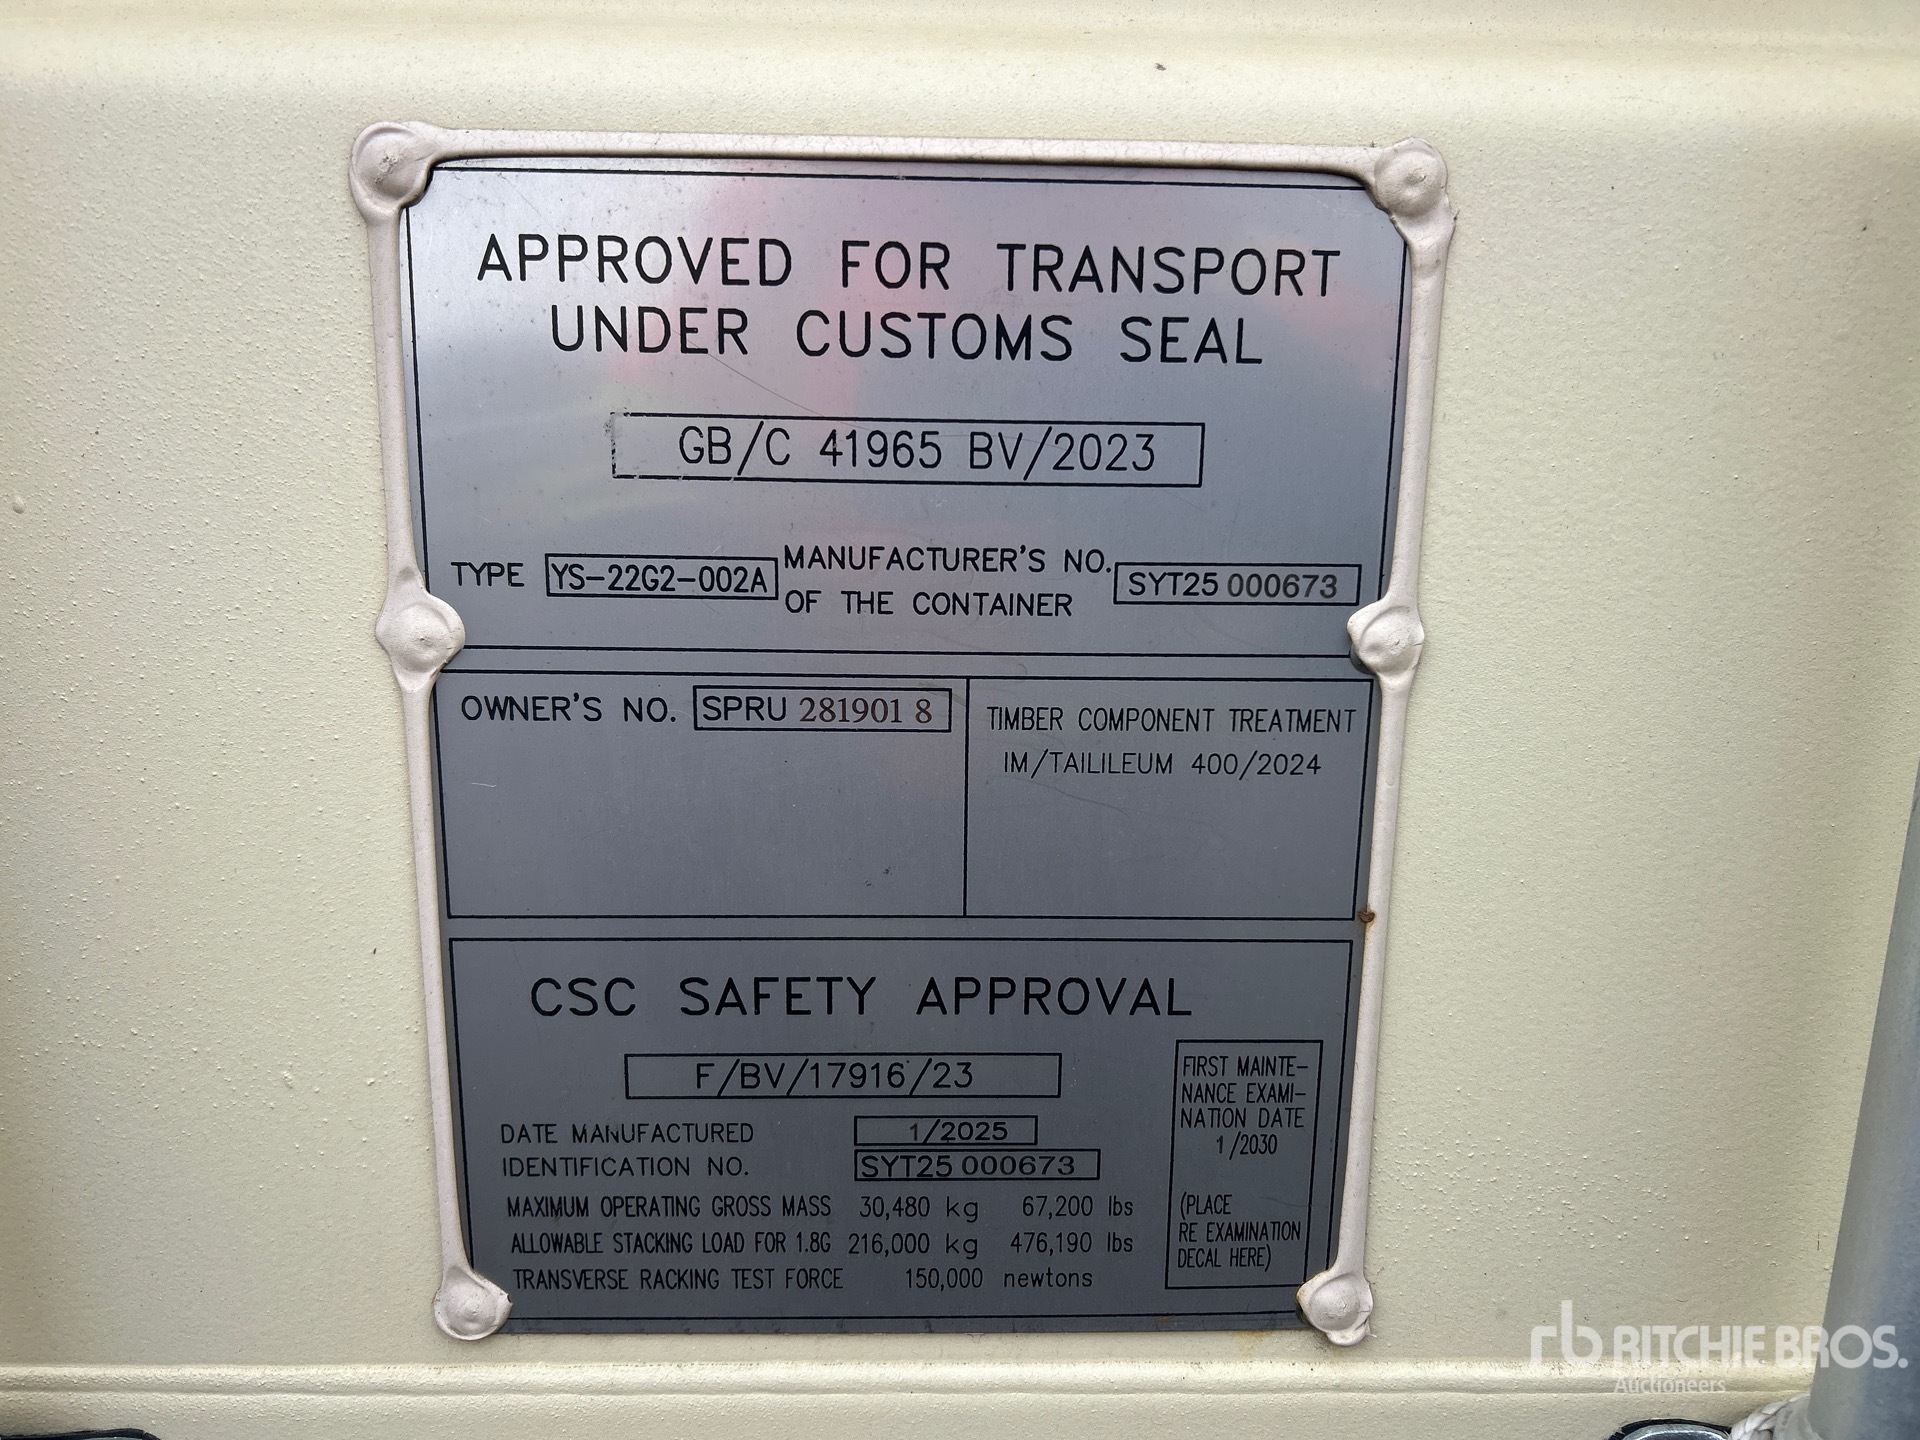 APPROVED FOR TRANSPORT
UNDER CUSTOMS SEAL
GB/C 41965 BV/2023
TYPE YS-22G2-002A MANUFACTURER'S NO. OF THE CONTAINER SYT25 000673
OWNER'S NO. SPRU 281901 8
TIMBER COMPONENT TREATMENT
IM/TAILILEUM 400/2024
CSC SAFETY APPROVAL
F/BV/17916/23
DATE MANUFACTURED 1/2025
IDENTIFICATION NO. SYT25 000673
MAXIMUM OPERATING GROSS MASS 30,480 kg 67,200 lbs
ALLOWABLE STACKING LOAD FOR 1.8G 216,000 kg 476,190 lbs
TRANSVERSE RACKING TEST FORCE 150,000 newtons
FIRST MAINTE-
NANCE EXAMI-
NATION DATE
1/2030
(PLACE
RE EXAMINATION
DECAL HERE)
rb RITCHIE BROS.
Auctioneers